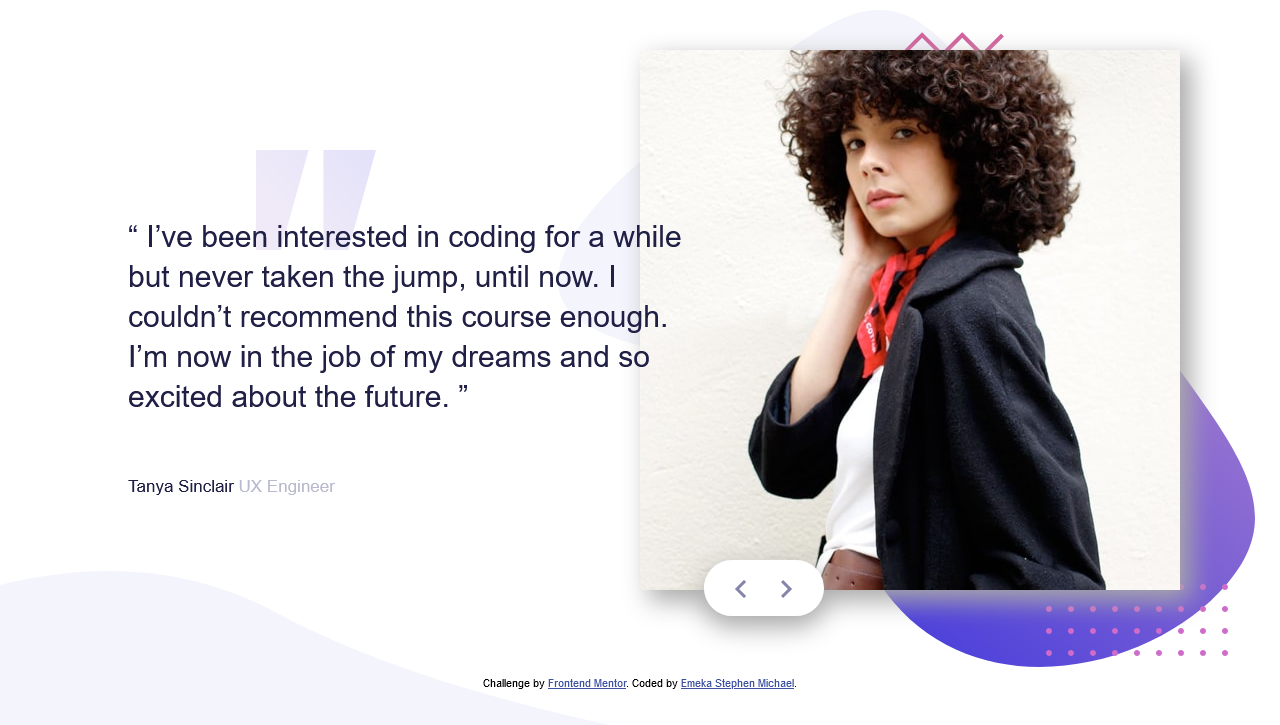 “ I’ve been interested in coding for a while
but never taken the jump, until now. I
couldn’t recommend this course enough.
I’m now in the job of my dreams and so
excited about the future. ”
Tanya Sinclair UX Engineer
Challenge by Frontend Mentor. Coded by Emeka Stephen Michael.